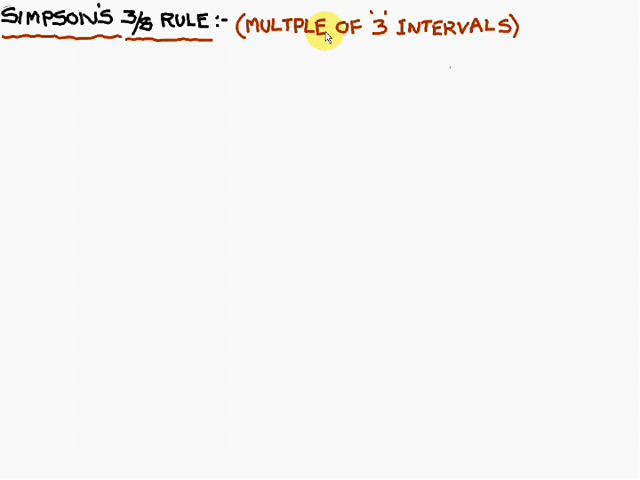 SIMPSON'S 3/8 RULE :- (MULTPLE OF '3' INTERVALS)